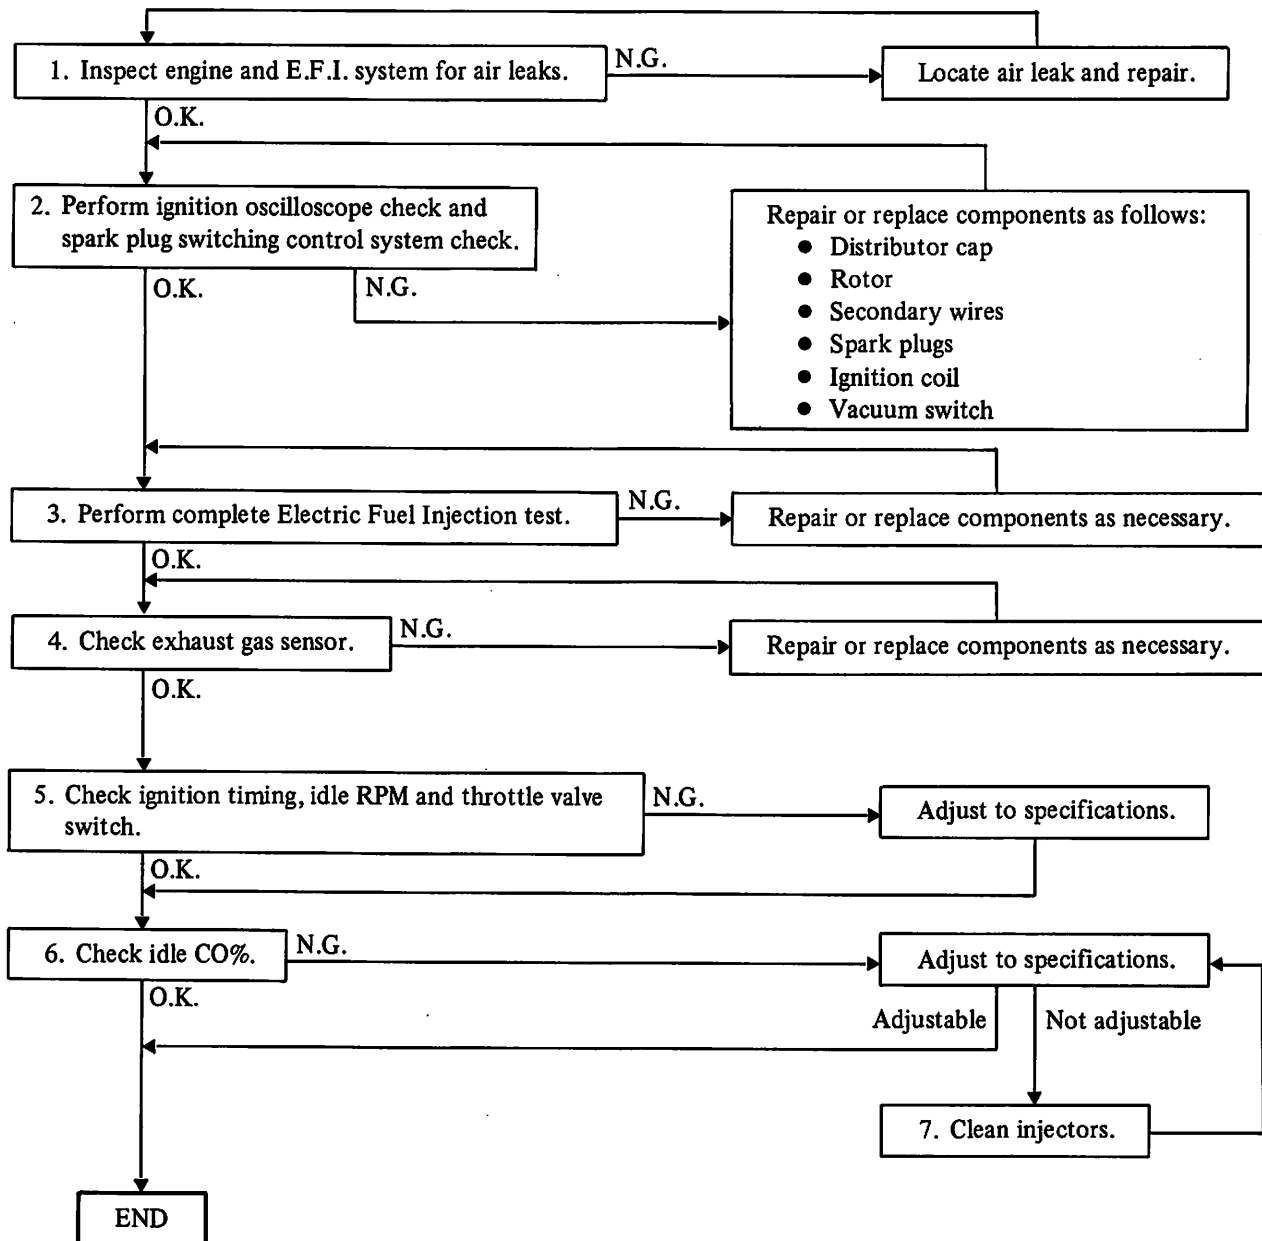 1. Inspect engine and E.F.I. system for air leaks.
N.G.
Locate air leak and repair.
O.K.
2. Perform ignition oscilloscope check and
spark plug switching control system check.
O.K.
N.G.
Repair or replace components as follows:
● Distributor cap
● Rotor
● Secondary wires
● Spark plugs
● Ignition coil
● Vacuum switch
3. Perform complete Electric Fuel Injection test.
N.G.
Repair or replace components as necessary.
O.K.
4. Check exhaust gas sensor.
N.G.
Repair or replace components as necessary.
O.K.
5. Check ignition timing, idle RPM and throttle valve
switch.
N.G.
Adjust to specifications.
O.K.
6. Check idle CO%.
N.G.
Adjust to specifications.
O.K.
Adjustable
Not adjustable
7. Clean injectors.
END